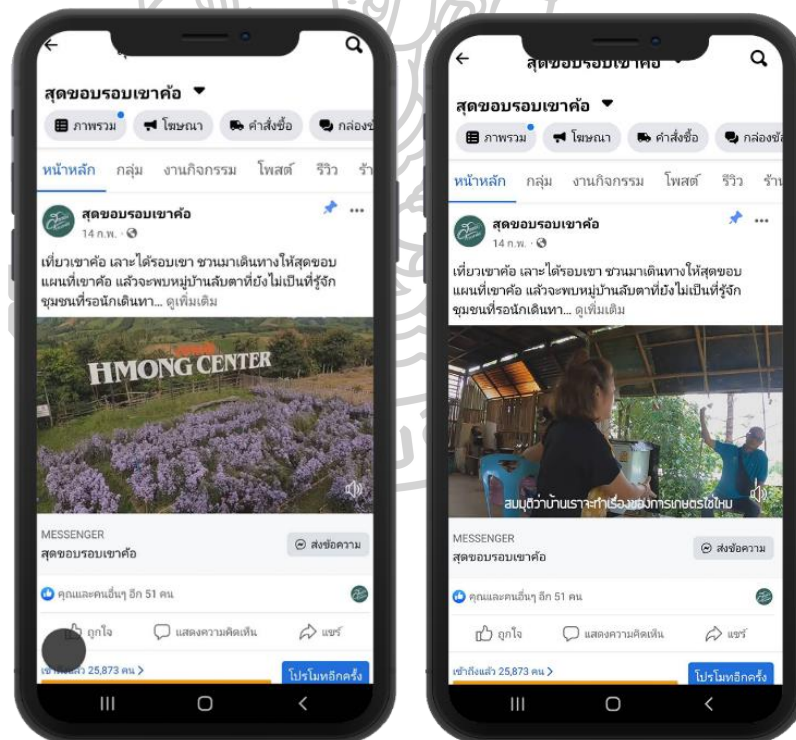 สุดขอบรอบเขาค้อ
ภาพรวม
โฆษณา
คำสั่งซื้อ
กล่องข
หน้าหลัก
กลุ่ม
งานกิจกรรม
โพสต์
รีวิว
ร้า
สุดขอบรอบเขาค้อ
14 ก.พ. ·
เที่ยวเขาค้อ เลาะได้รอบเขา ชวนมาเดินทางให้สุดขอบ
แผนที่เขาค้อ แล้วจะพบหมู่บ้านลับตาที่ยังไม่เป็นที่รู้จัก
ชุมชนที่รอนักเดินทา... ดูเพิ่มเติม
HMONG CENTER
MESSENGER
สุดขอบรอบเขาค้อ
ส่งข้อความ
คุณและคนอื่นๆ อีก 51 คน
ถูกใจ
แสดงความคิดเห็น
แชร์
เข้าถึงแล้ว 25,873 คน >
โปรโมทอีกครั้ง
สุดขอบรอบเขาค้อ
สุดขอบรอบเขาค้อ
ภาพรวม
โฆษณา
คำสั่งซื้อ
กล่องข้
หน้าหลัก
กลุ่ม
งานกิจกรรม
โพสต์
รีวิว
ร้าน
สุดขอบรอบเขาค้อ
14 ก.พ. ·
เที่ยวเขาค้อ เลาะได้รอบเขา ชวนมาเดินทางให้สุดขอบ
แผนที่เขาค้อ แล้วจะพบหมู่บ้านลับตาที่ยังไม่เป็นที่รู้จัก
ชุมชนที่รอนักเดินทา... ดูเพิ่มเติม
สมมุติว่าบ้านเราจะทำเรื่องของการเกษตรใช่ไหม
MESSENGER
สุดขอบรอบเขาค้อ
ส่งข้อความ
คุณและคนอื่นๆ อีก 51 คน
ถูกใจ
แสดงความคิดเห็น
แชร์
เข้าถึงแล้ว 25,873 คน >
โปรโมทอีกครั้ง